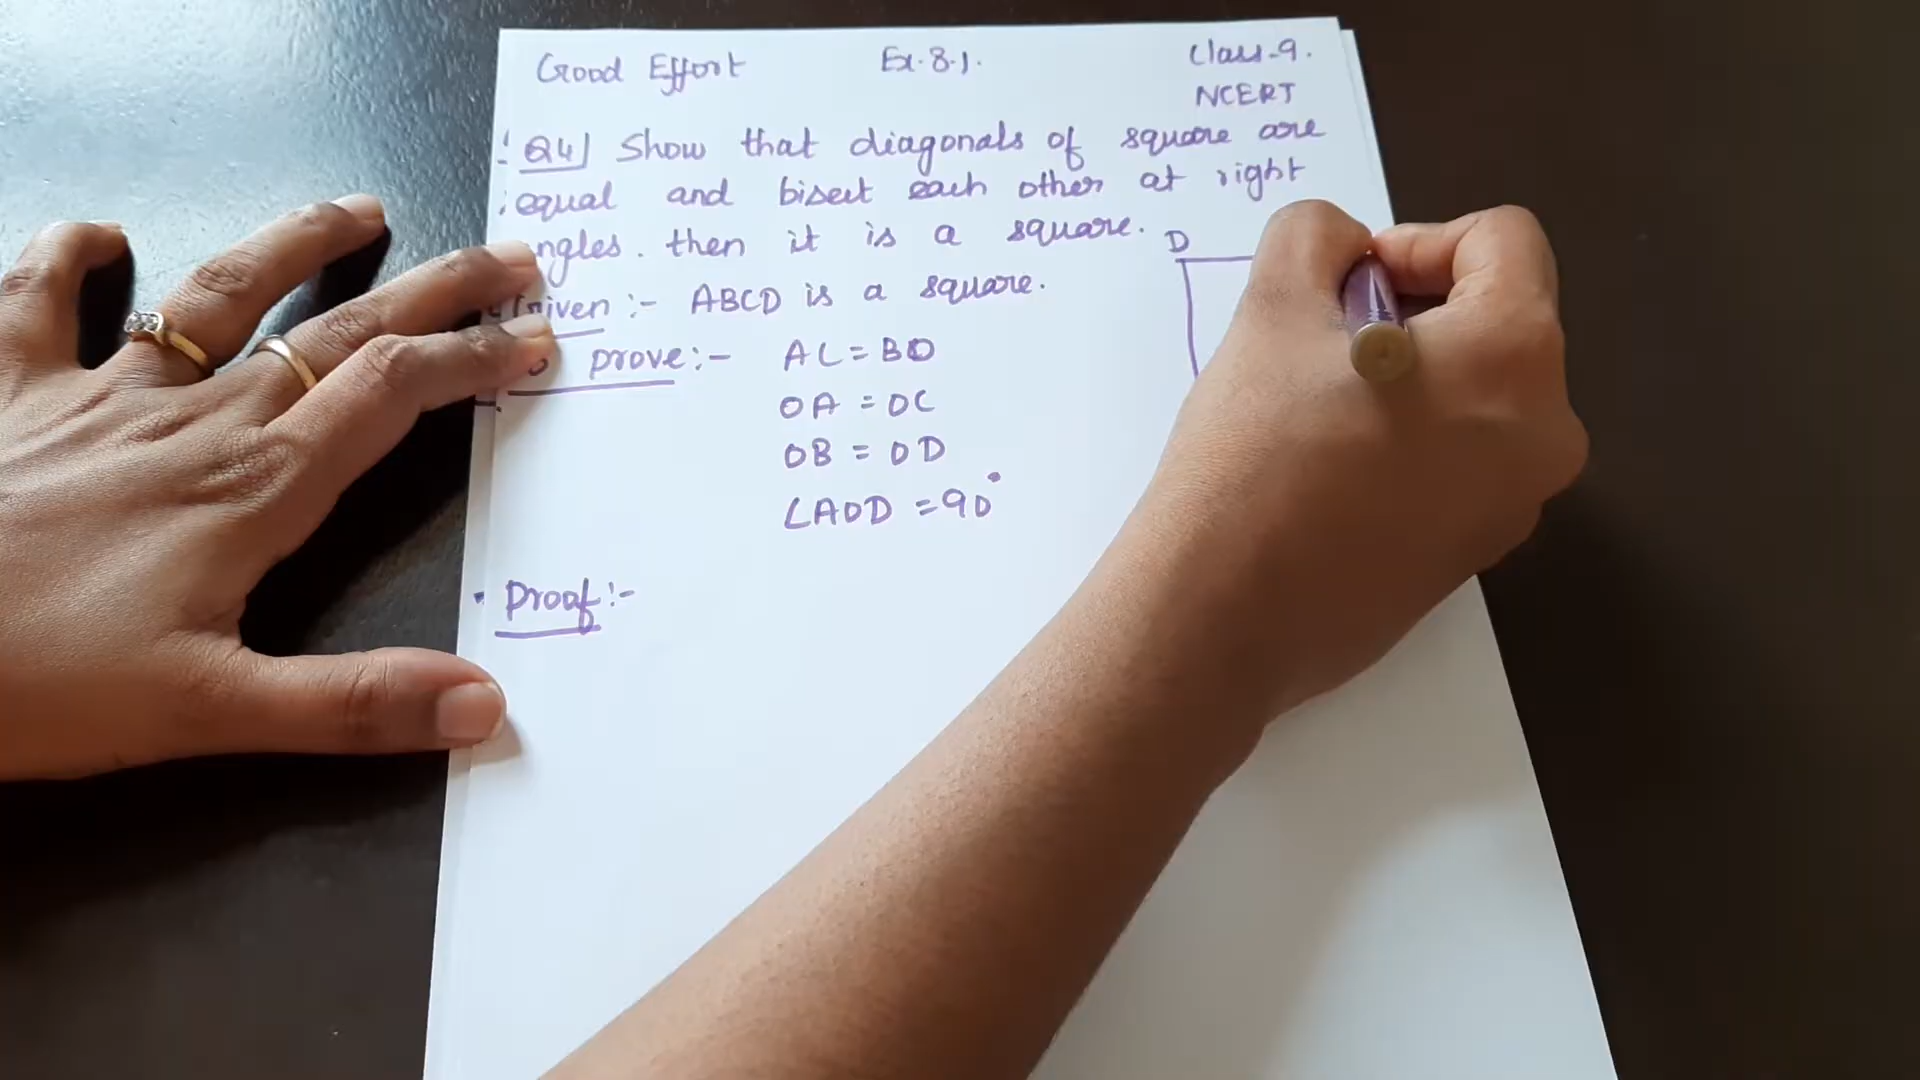 Good Effort Ex.8.1. Class-9.
NCERT
Q4] Show that diagonals of square are
equal and bisect each other at right
ngles. then it is a square.
D
Given :- ABCD is a square.
prove:- AC = BD
OA = OC
OB = OD
∠AOD = 90°
Proof:-